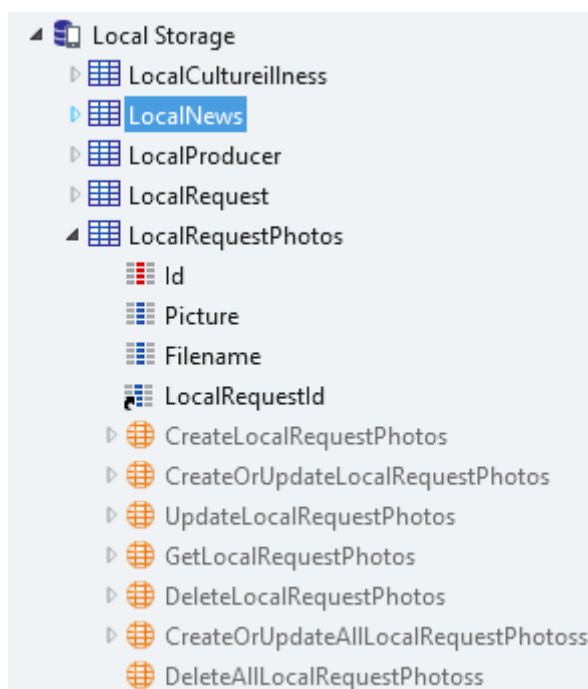 Local Storage
LocalCultureillness
LocalNews
LocalProducer
LocalRequest
LocalRequestPhotos
Id
Picture
Filename
LocalRequestId
CreateLocalRequestPhotos
CreateOrUpdateLocalRequestPhotos
UpdateLocalRequestPhotos
GetLocalRequestPhotos
DeleteLocalRequestPhotos
CreateOrUpdateAllLocalRequestPhotoss
DeleteAllLocalRequestPhotoss